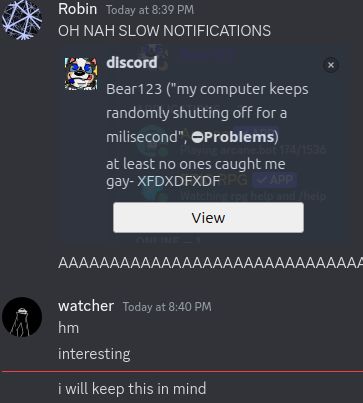 Robin Today at 8:39 PM
OH NAH SLOW NOTIFICATIONS
dIscord
Bear123 ("my computer keeps
randomly shutting off for a
milisecond", ⛔Problems)
at least no ones caught me
gay- XFDXDFXDF
View
AAAAAAAAAAAAAAAAAAAAAAAAAAAAA
watcher Today at 8:40 PM
hm
interesting
i will keep this in mind